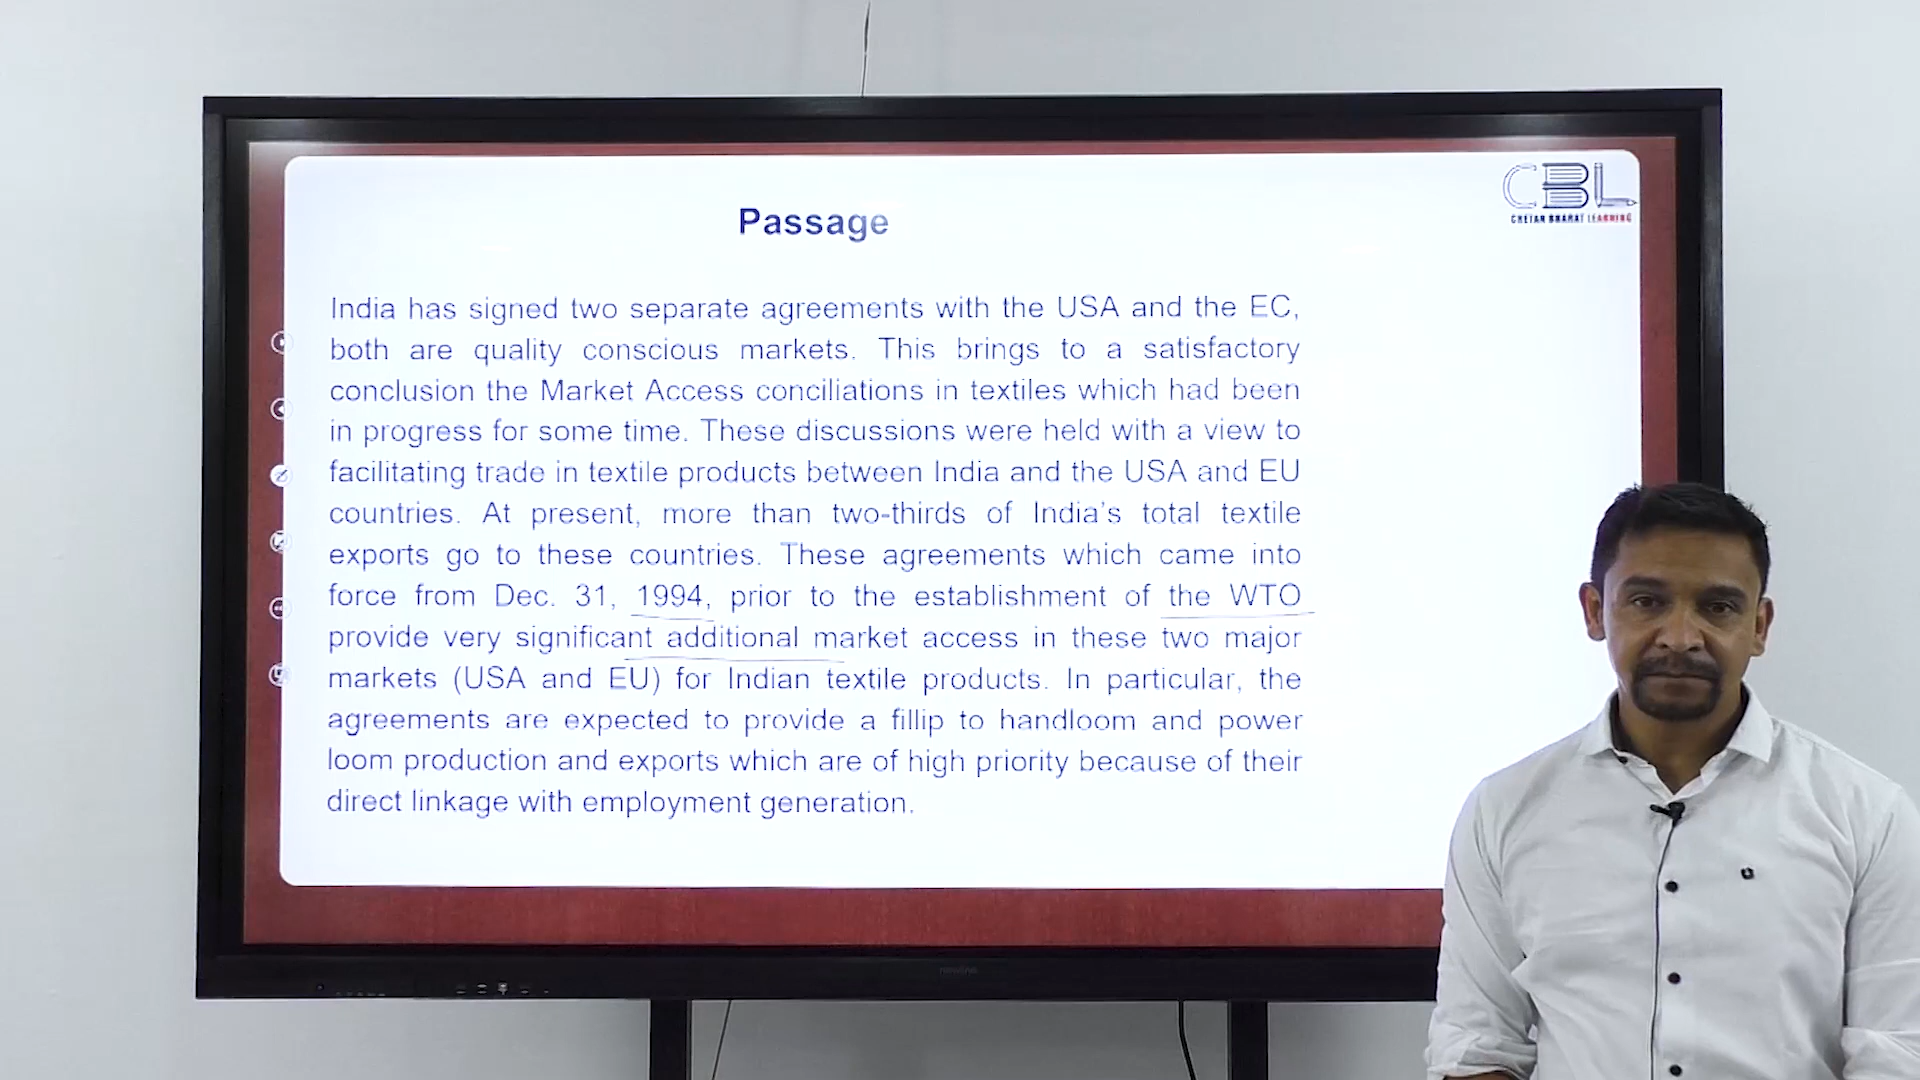 CBL
CHETAN BHARAT LEARNING
Passage
India has signed two separate agreements with the USA and the EC,
both are quality conscious markets. This brings to a satisfactory
conclusion the Market Access conciliations in textiles which had been
in progress for some time. These discussions were held with a view to
facilitating trade in textile products between India and the USA and EU
countries. At present, more than two-thirds of India's total textile
exports go to these countries. These agreements which came into
force from Dec. 31, 1994, prior to the establishment of the WTO
provide very significant additional market access in these two major
markets (USA and EU) for Indian textile products. In particular, the
agreements are expected to provide a fillip to handloom and power
loom production and exports which are of high priority because of their
direct linkage with employment generation.